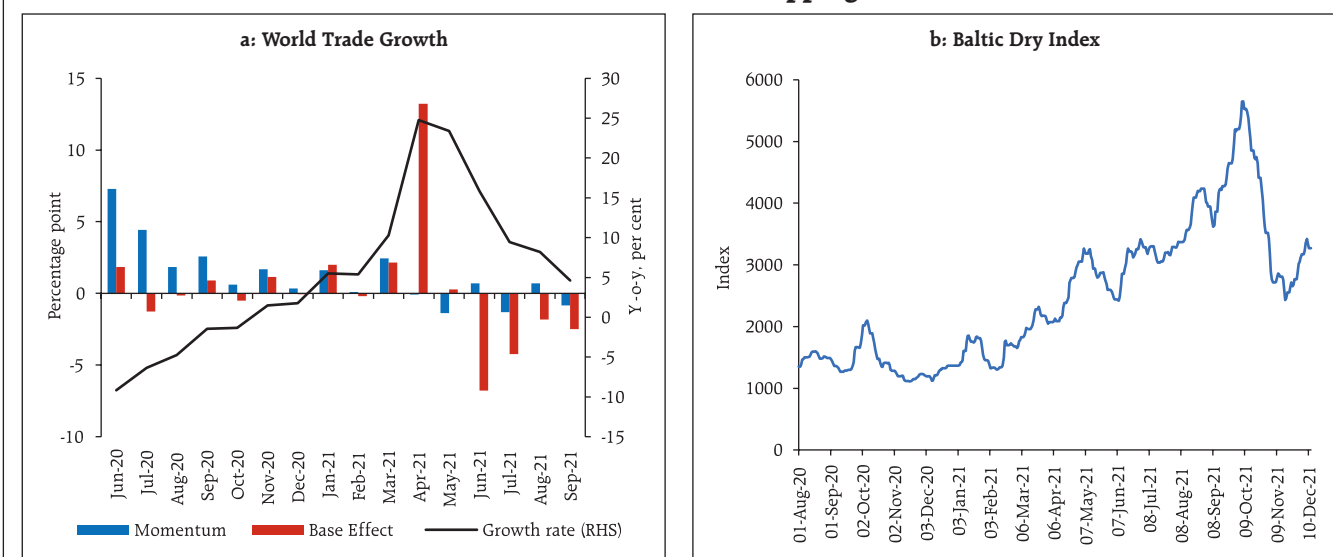 a: World Trade Growth
15
10
5
0
-5
-10
Percentage point
30
25
20
15
10
5
0
-5
-10
-15
Y-o-y, per cent
Jun-20
Jul-20
Aug-20
Sep-20
Oct-20
Nov-20
Dec-20
Jan-21
Feb-21
Mar-21
Apr-21
May-21
Jun-21
Jul-21
Aug-21
Sep-21
Momentum
Base Effect
Growth rate (RHS)
b: Baltic Dry Index
6000
5000
4000
3000
2000
1000
0
Index
01-Aug-20
01-Sep-20
02-Oct-20
02-Nov-20
03-Dec-20
03-Jan-21
03-Feb-21
06-Mar-21
06-Apr-21
07-May-21
07-Jun-21
08-Jul-21
08-Aug-21
08-Sep-21
09-Oct-21
09-Nov-21
10-Dec-21